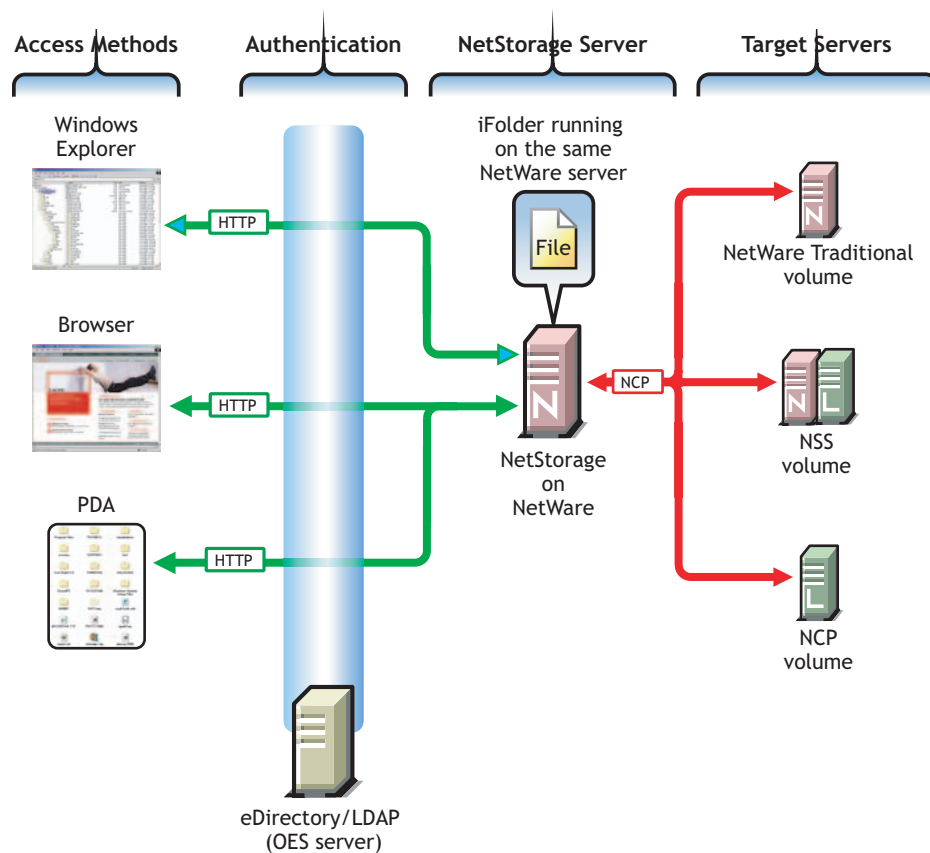 Access Methods
Authentication
NetStorage Server
Target Servers
Windows
Explorer
HTTP
Browser
HTTP
PDA
HTTP
eDirectory/LDAP
(OES server)
iFolder running
on the same
NetWare server
File
N
NetStorage
on
NetWare
NCP
N
NetWare Traditional
volume
N
L
NSS
volume
L
NCP
volume